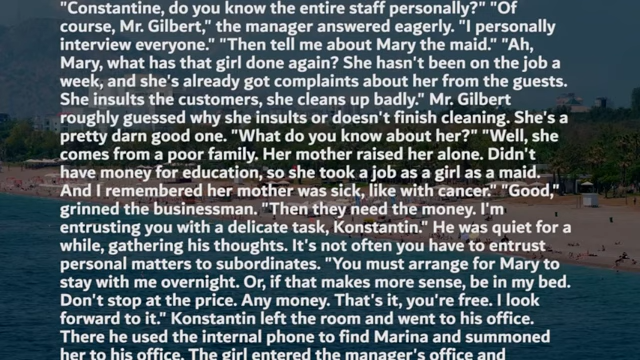 "Constantine, do you know the entire staff personally?" "Of
course, Mr. Gilbert," the manager answered eagerly. "I personally
interview everyone." "Then tell me about Mary the maid." "Ah,
Mary, what has that girl done again? She hasn't been on the job a
week, and she's already got complaints about her from the guests.
She insults the customers, she cleans up badly." Mr. Gilbert
roughly guessed why she insults or doesn't finish cleaning. She's a
pretty darn good one. "What do you know about her?" "Well, she
comes from a poor family. Her mother raised her alone. Didn't
have money for education, so she took a job as a girl as a maid.
And I remembered her mother was sick, like with cancer." "Good,"
grinned the businessman. "Then they need the money. I'm
entrusting you with a delicate task, Konstantin." He was quiet for a
while, gathering his thoughts. It's not often you have to entrust
personal matters to subordinates. "You must arrange for Mary to
stay with me overnight. Or, if that makes more sense, be in my bed.
Don't stop at the price. Any money. That's it, you're free. I look
forward to it." Konstantin left the room and went to his office.
There he used the internal phone to find Marina and summoned
her to his office. The girl entered the manager's office and